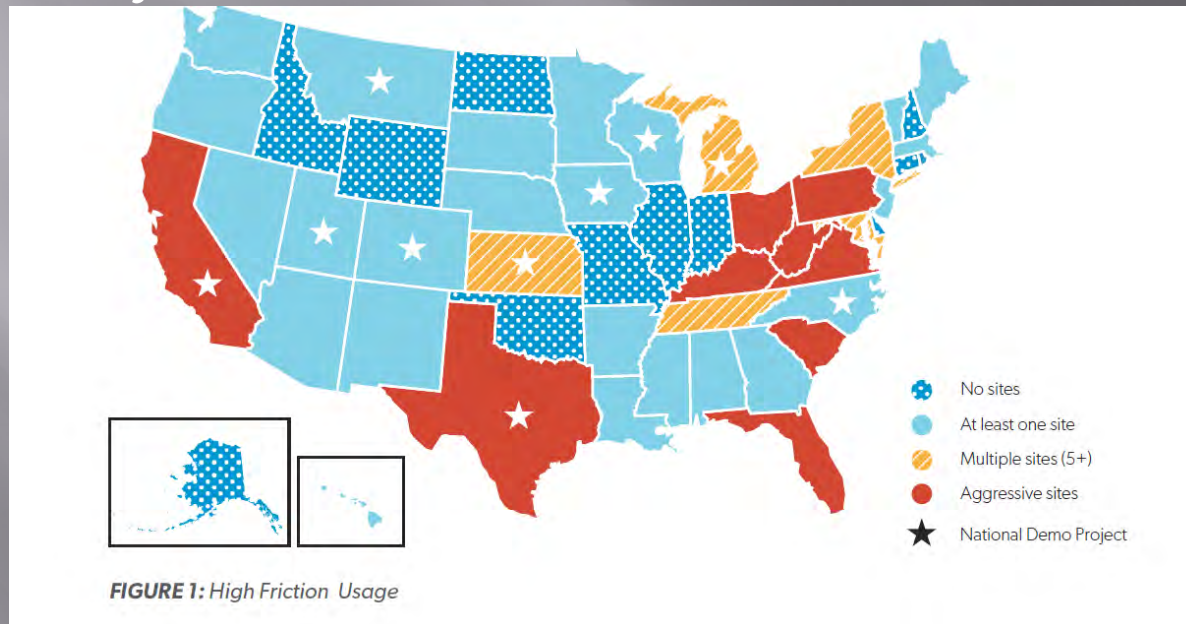 No sites
At least one site
Multiple sites (5+)
Aggressive sites
National Demo Project
FIGURE 1: High Friction Usage